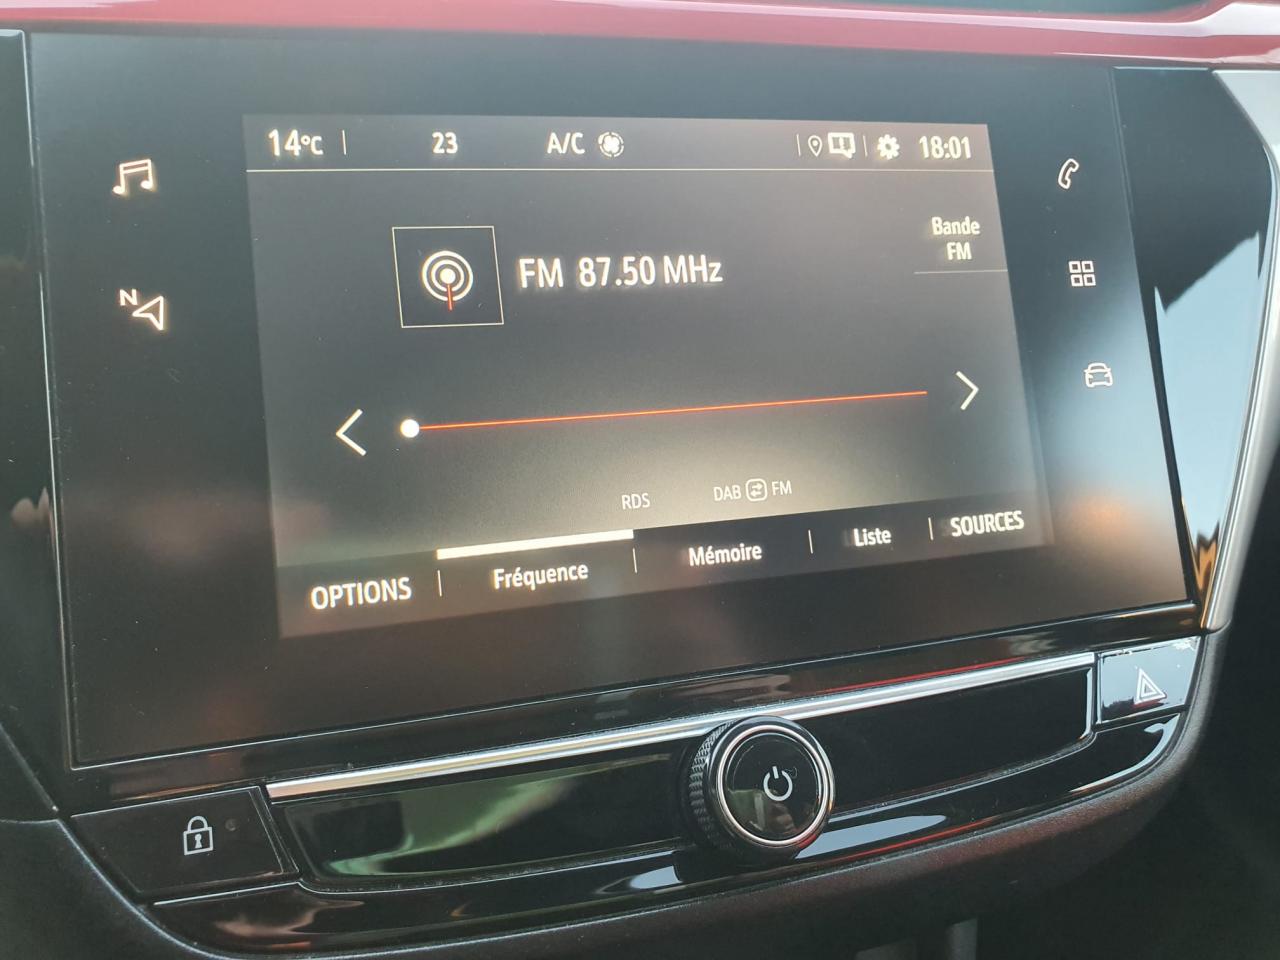 14°C 23 A/C 18:01
N
Bande
FM
FM 87.50 MHz
RDS DAB FM
OPTIONS Fréquence Mémoire Liste SOURCES